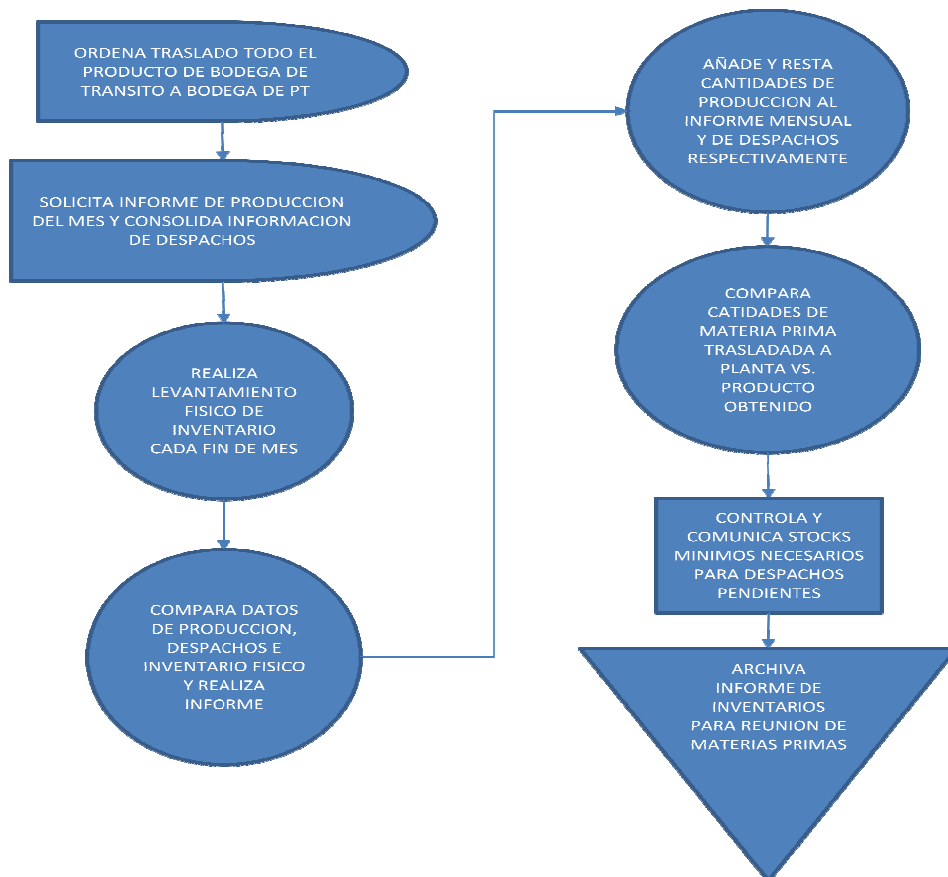 ORDENA TRASLADO TODO EL
PRODUCTO DE BODEGA DE
TRANSITO A BODEGA DE PT
SOLICITA INFORME DE PRODUCCION
DEL MES Y CONSOLIDA INFORMACION
DE DESPACHOS
REALIZA
LEVANTAMIENTO
FISICO DE
INVENTARIO
CADA FIN DE MES
COMPARA DATOS
DE PRODUCCION,
DESPACHOS E
INVENTARIO FISICO
Y REALIZA
INFORME
AÑADE Y RESTA
CANTIDADES DE
PRODUCCION AL
INFORME MENSUAL
Y DE DESPACHOS
RESPECTIVAMENTE
COMPARA
CATIDADES DE
MATERIA PRIMA
TRASLADADA A
PLANTA VS.
PRODUCTO
OBTENIDO
CONTROLA Y
COMUNICA STOCKS
MINIMOS NECESARIOS
PARA DESPACHOS
PENDIENTES
ARCHIVA
INFORME DE
INVENTARIOS
PARA REUNION DE
MATERIAS PRIMAS